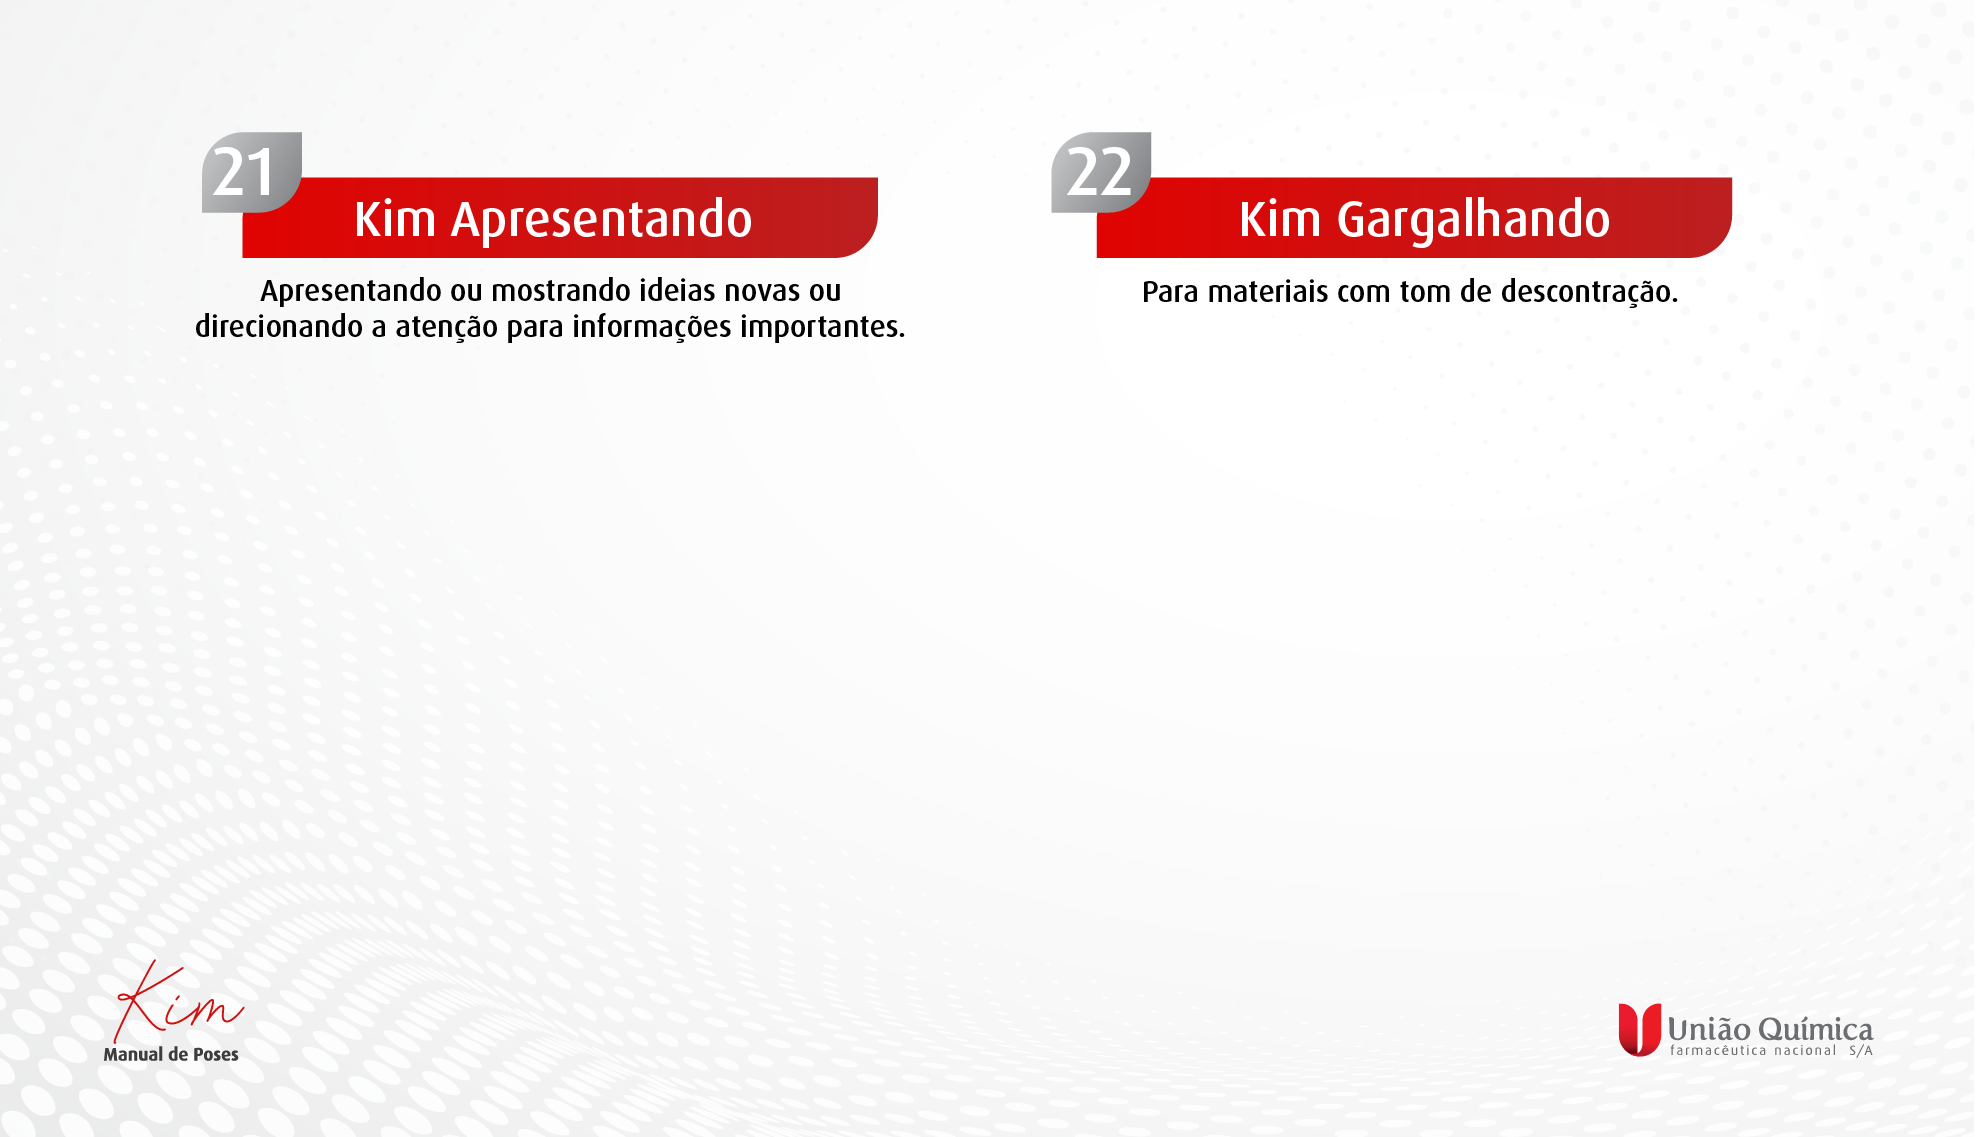 21
Kim Apresentando
Apresentando ou mostrando ideias novas ou
direcionando a atenção para informações importantes.
22
Kim Gargalhando
Para materiais com tom de descontração.
Kim
Manual de Poses
União Química
farmacêutica nacional S/A